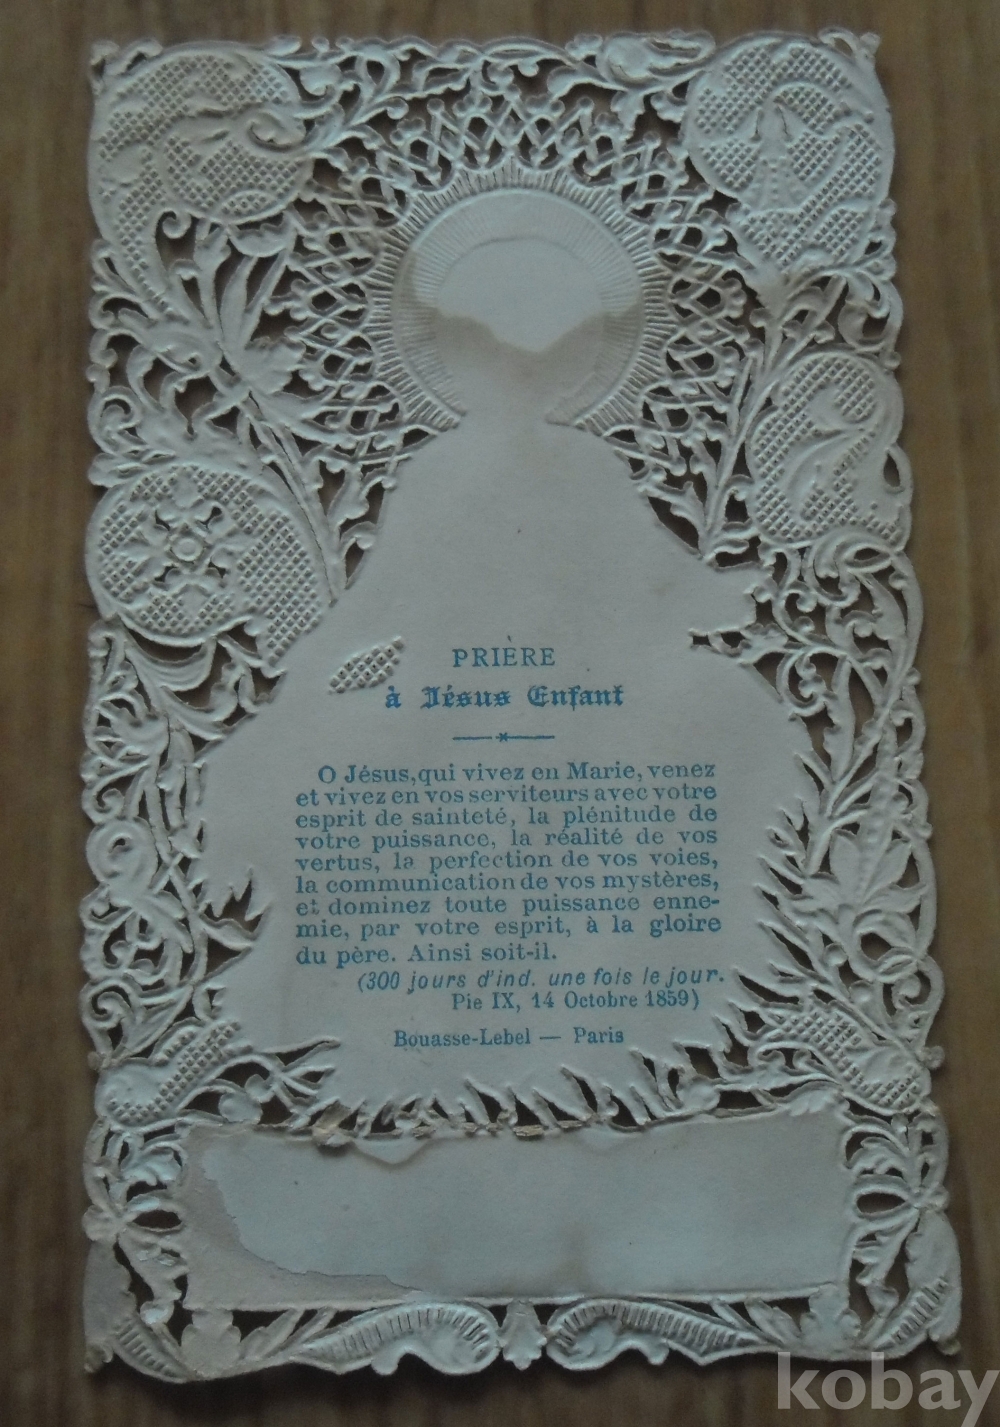 PRIÈRE
à Jésus Enfant
O Jésus, qui vivez en Marie, venez
et vivez en vos serviteurs avec votre
esprit de sainteté, la plénitude de
votre puissance, la réalité de vos
vertus, la perfection de vos voies,
la communication de vos mystères,
et dominez toute puissance enne-
mie, par votre esprit, à la gloire
du père. Ainsi soit-il.
(300 jours d'ind. une fois le jour.
Pie IX, 14 Octobre 1859)
Bouasse-Lebel — Paris
kobay